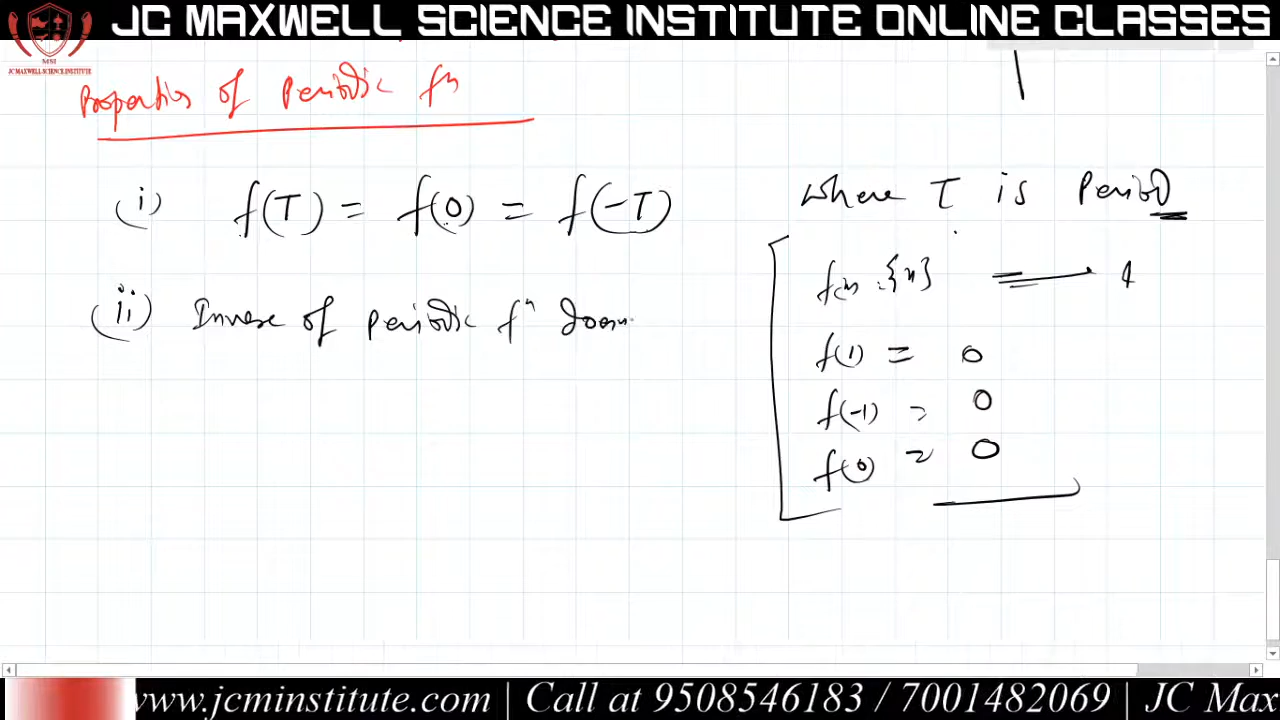 JC MAXWELL SCIENCE INSTITUTE ONLINE CLASSES
MSI
JC MAXWELL SCIENCE INSTITUTE
Properties of Periodic fⁿ
(i) f(T) = f(0) = f(-T) where T is Period
(ii) Inverse of periodic fⁿ
f(x) = {x} 1
f(1) = 0
f(-1) = 0
f(0) = 0
www.jcminstitute.com | Call at 9508546183 / 7001482069 | JC Max